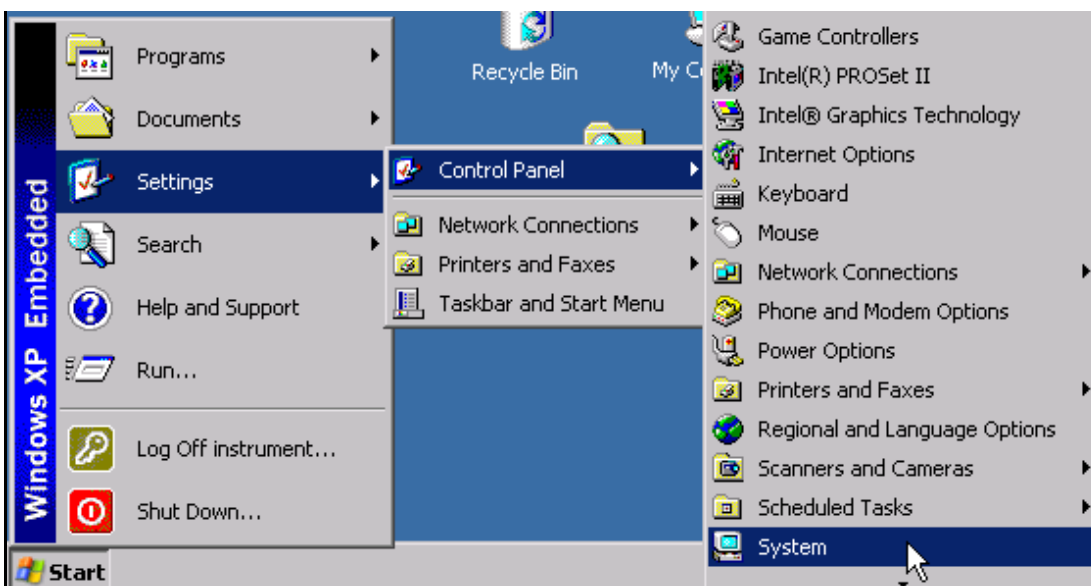 Windows XP Embedded
Programs
Documents
Settings
Search
Help and Support
Run...
Log Off instrument...
Shut Down...
Start
Recycle Bin
My C
Control Panel
Network Connections
Printers and Faxes
Taskbar and Start Menu
Game Controllers
Intel(R) PROSet II
Intel® Graphics Technology
Internet Options
Keyboard
Mouse
Network Connections
Phone and Modem Options
Power Options
Printers and Faxes
Regional and Language Options
Scanners and Cameras
Scheduled Tasks
System